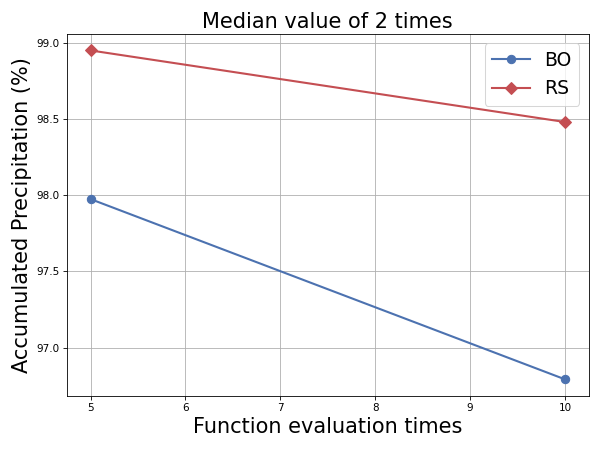 Median value of 2 times
Accumulated Precipitation (%)
99.0
98.5
98.0
97.5
97.0
BO
RS
5 6 7 8 9 10
Function evaluation times